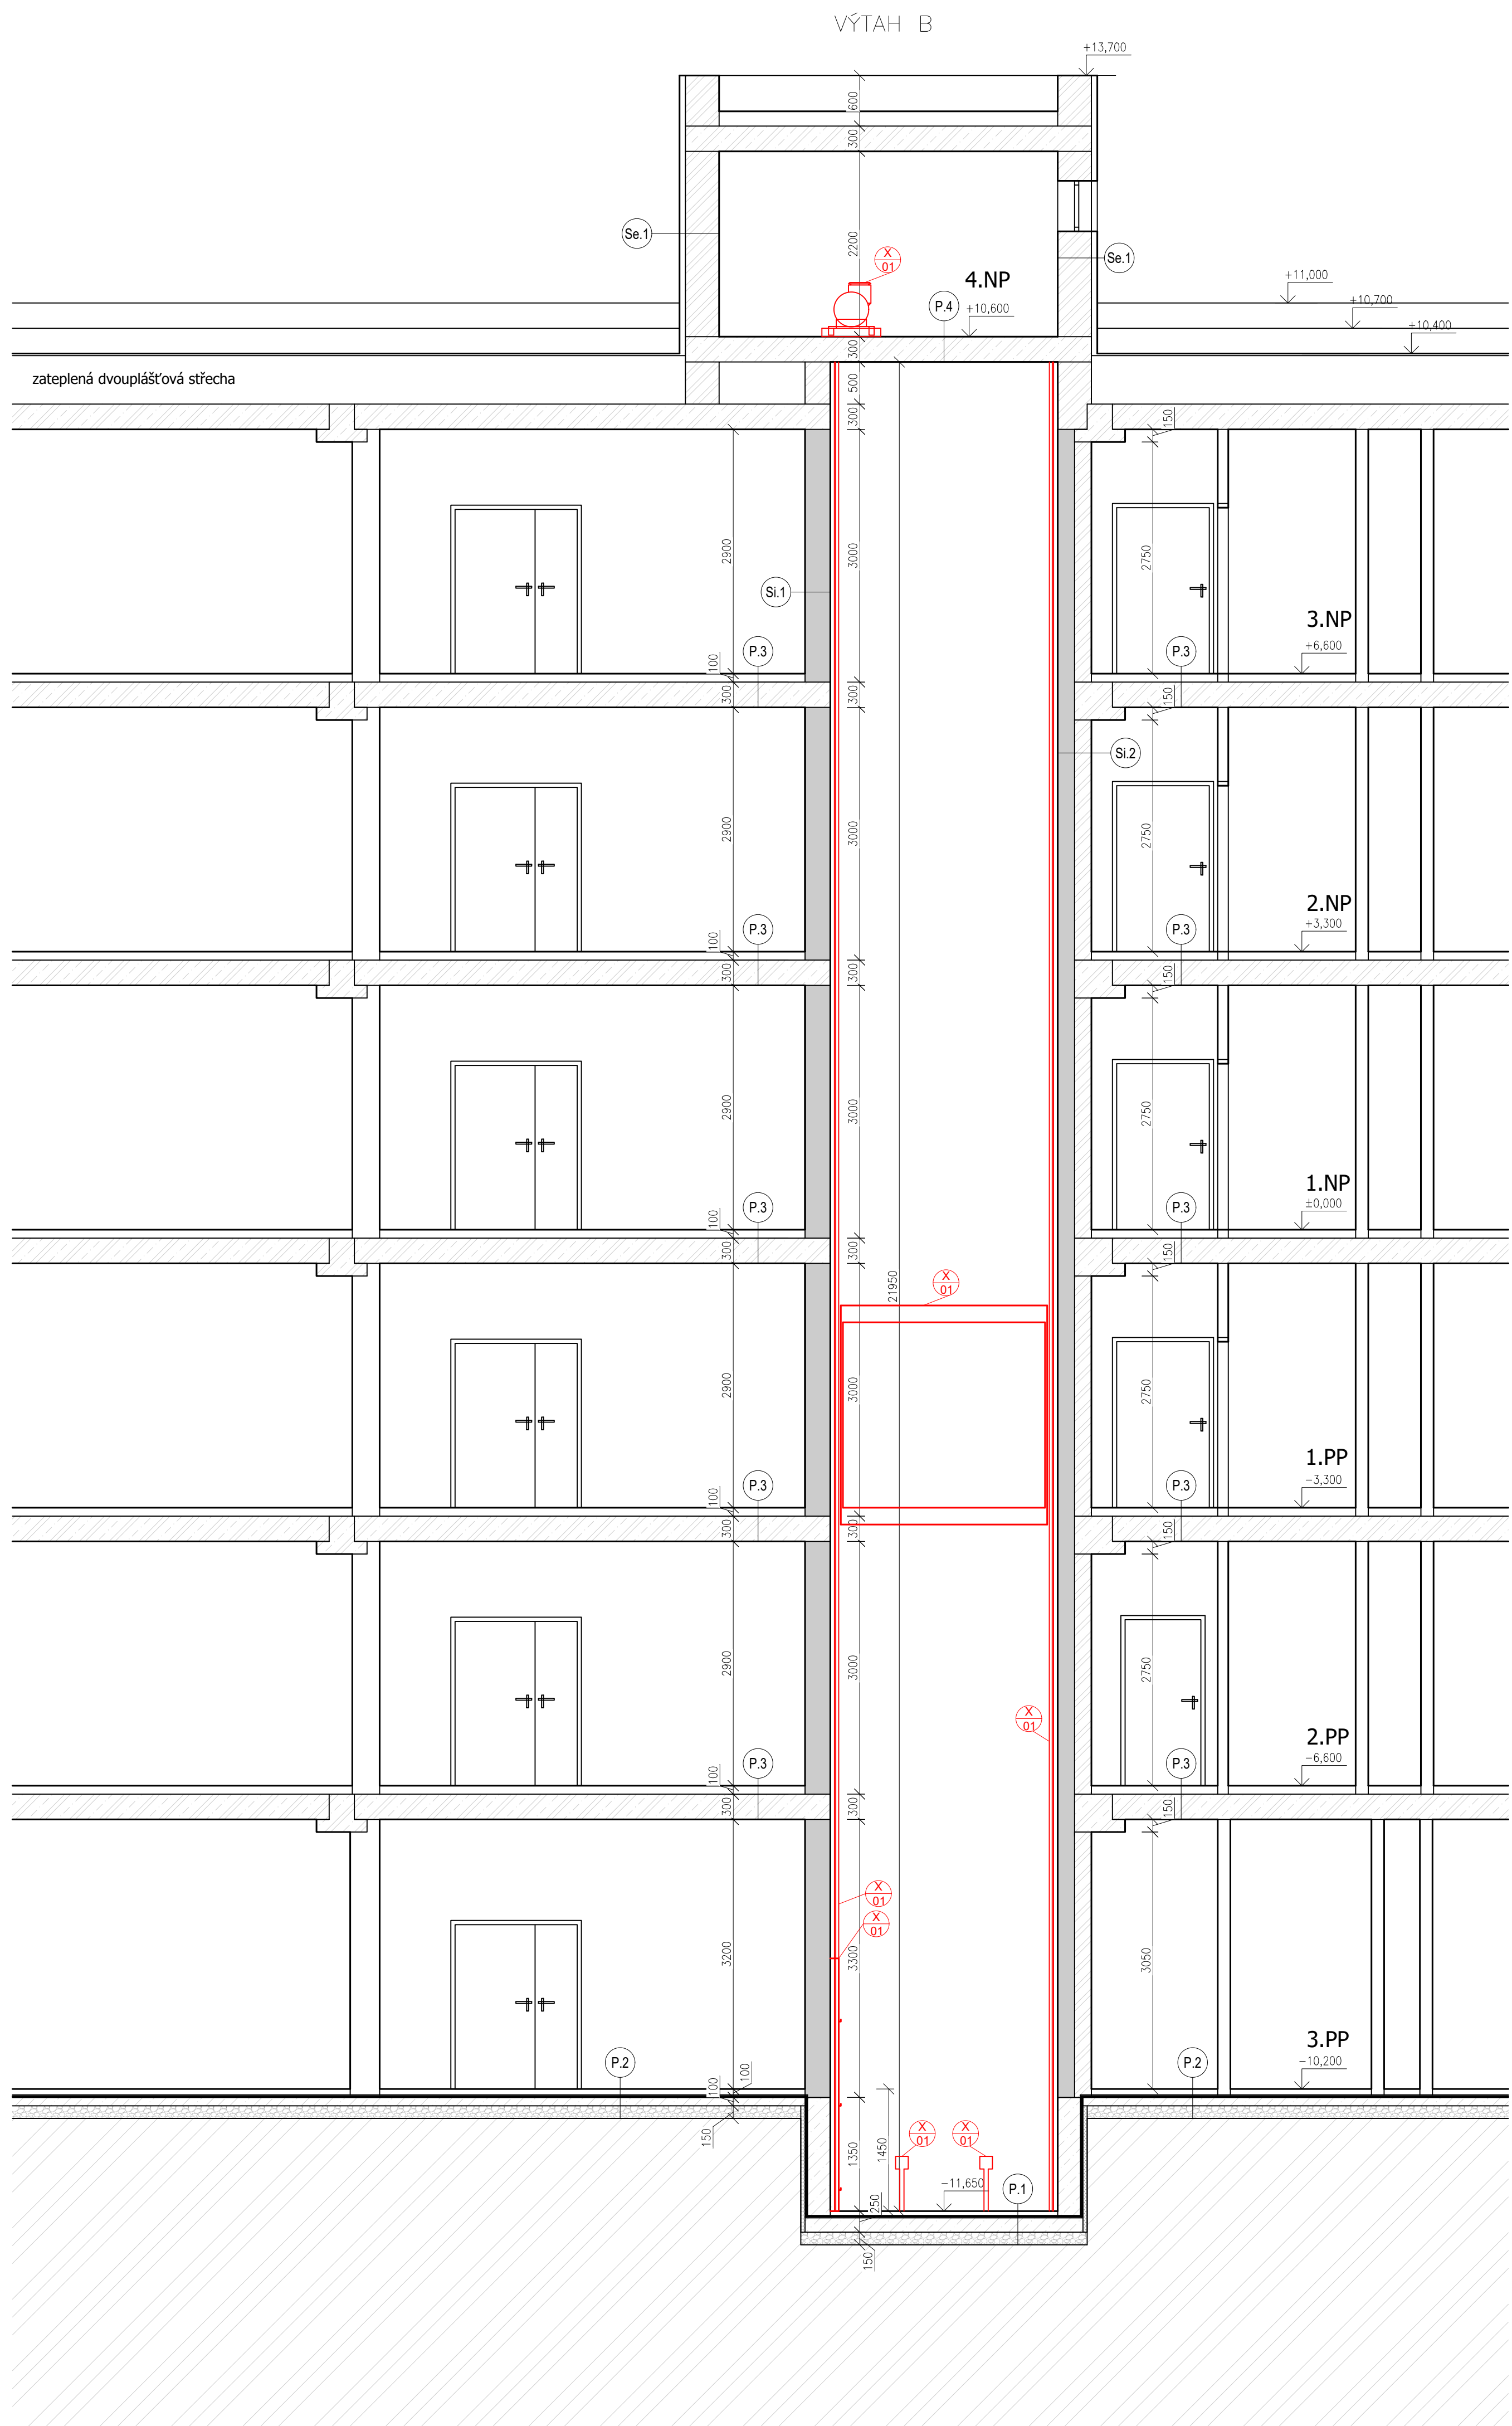 VÝTAH B
+13,700
600
300
Se.1
2200
X
01
Se.1
4.NP
P.4
+10,600
+11,000
+10,700
+10,400
300
zateplená dvouplášťová střecha
500
300
150
2900
3000
2750
Si.1
3.NP
+6,600
P.3
P.3
100
300
300
150
Si.2
2900
3000
2750
2.NP
+3,300
P.3
P.3
100
300
300
150
2900
3000
2750
1.NP
±0,000
P.3
P.3
100
300
300
150
21950
X
01
2900
3000
2750
1.PP
-3,300
P.3
P.3
100
300
300
150
2900
3000
2750
X
01
2.PP
-6,600
P.3
P.3
100
300
300
150
X
01
X
01
3200
3300
3050
3.PP
-10,200
P.2
P.2
100
100
150
1350
1450
X
01
X
01
-11,650
P.1
250
150